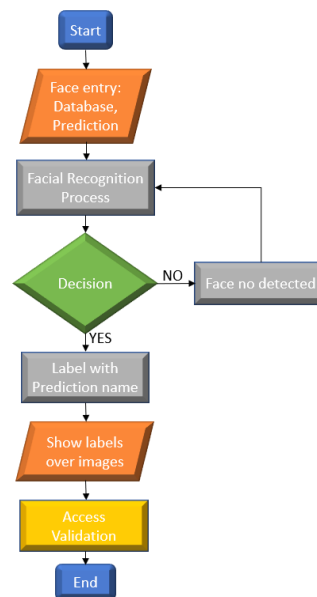 Start
Face entry:
Database,
Prediction
Facial Recognition
Process
Decision
NO
Face no detected
YES
Label with
Prediction name
Show labels
over images
Access
Validation
End